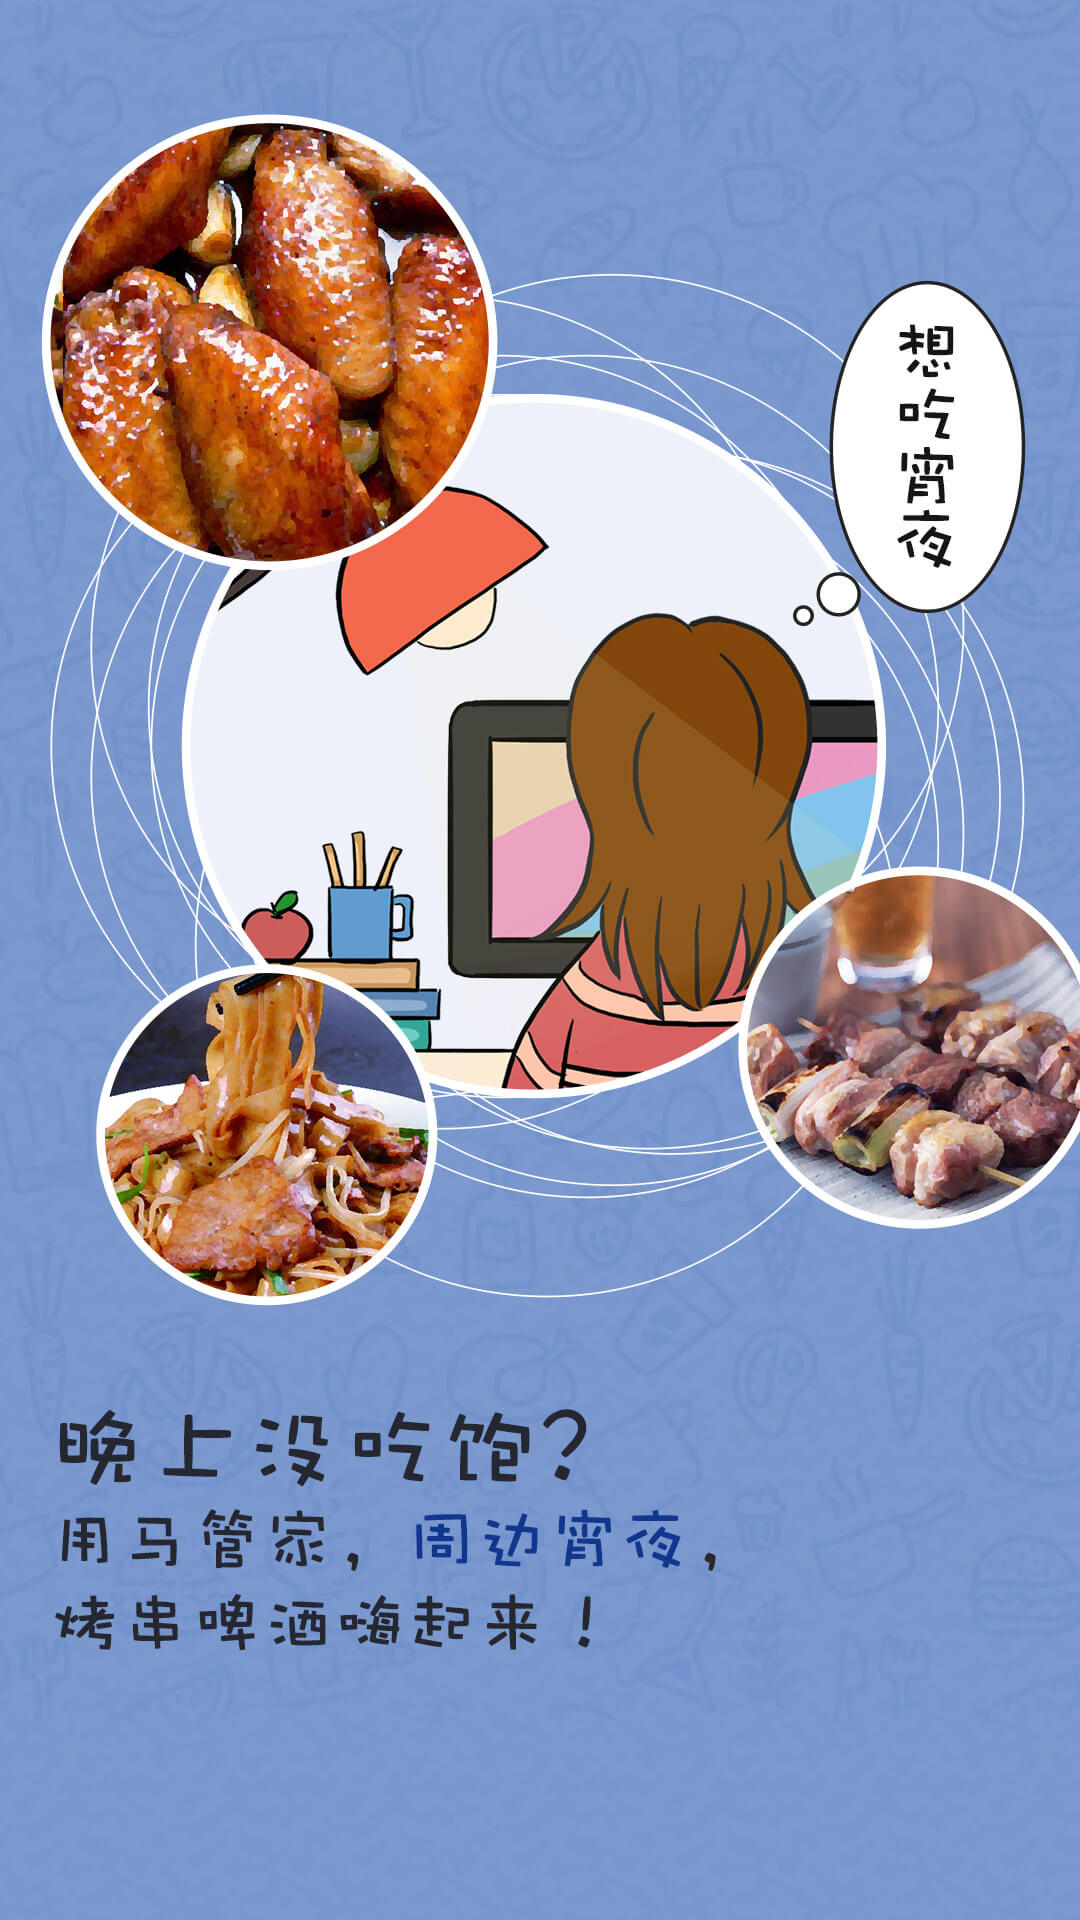 想吃宵夜
晚上没吃饱?
用马管家，周边宵夜，
烤串啤酒嗨起来！